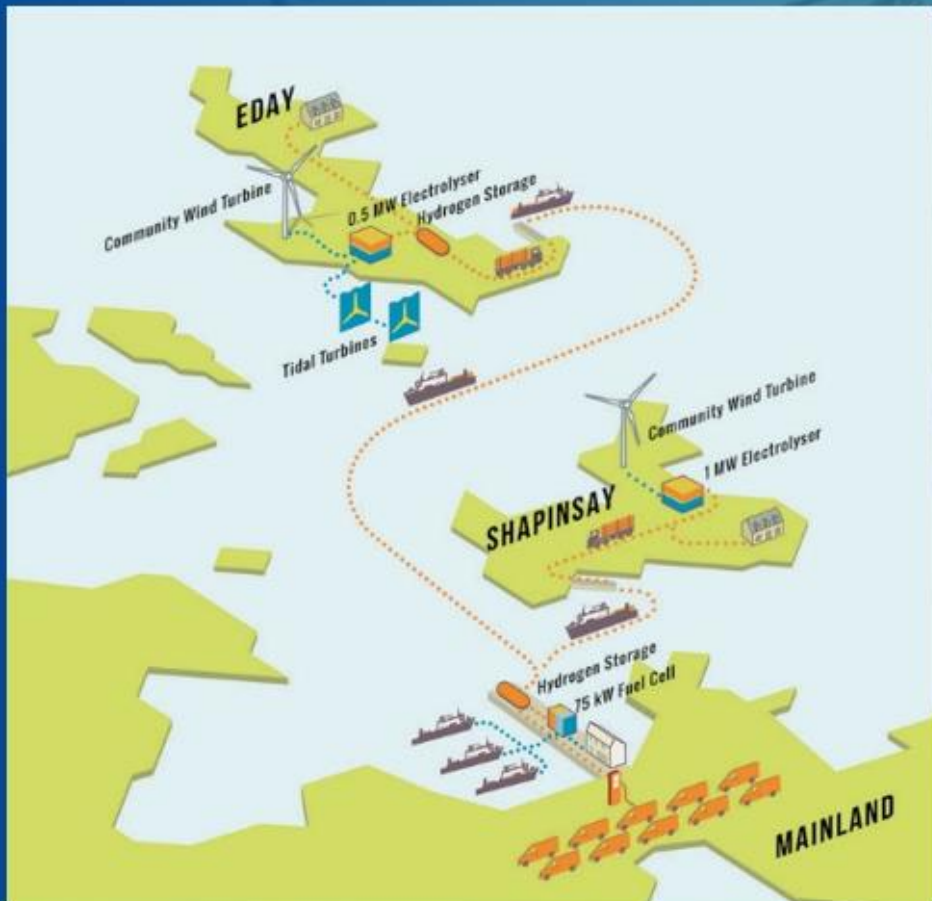 EDAY
Community Wind Turbine
0.5 MW Electrolyser
Hydrogen Storage
Tidal Turbines
Community Wind Turbine
1 MW Electrolyser
SHAPINSAY
Hydrogen Storage
75 kW Fuel Cell
MAINLAND